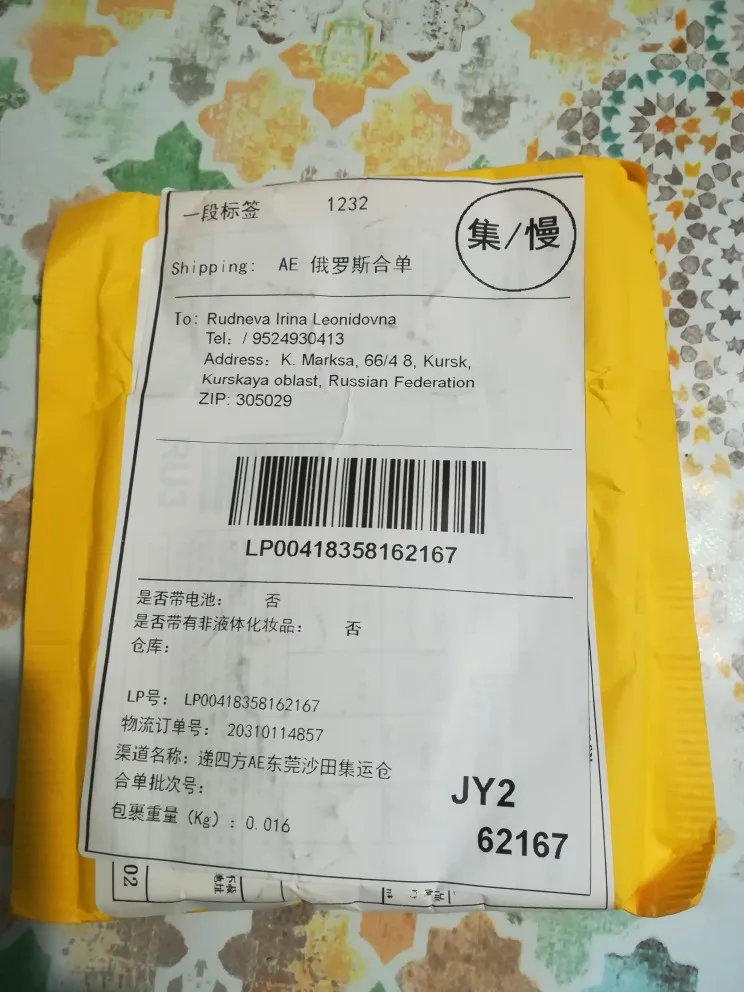 一段标签 1232
集/慢
Shipping: AE 俄罗斯合单
To: Rudneva Irina Leonidovna
Tel: / 9524930413
Address: K. Marksa, 66/4 8, Kursk,
Kurskaya oblast, Russian Federation
ZIP: 305029
LP00418358162167
是否带电池: 否
是否带有非液体化妆品: 否
仓库:
LP号: LP00418358162167
物流订单号: 20310114857
渠道名称: 递四方AE东莞沙田集运仓
合单批次号:
包裹重量(Kg): 0.016
JY2
62167
02